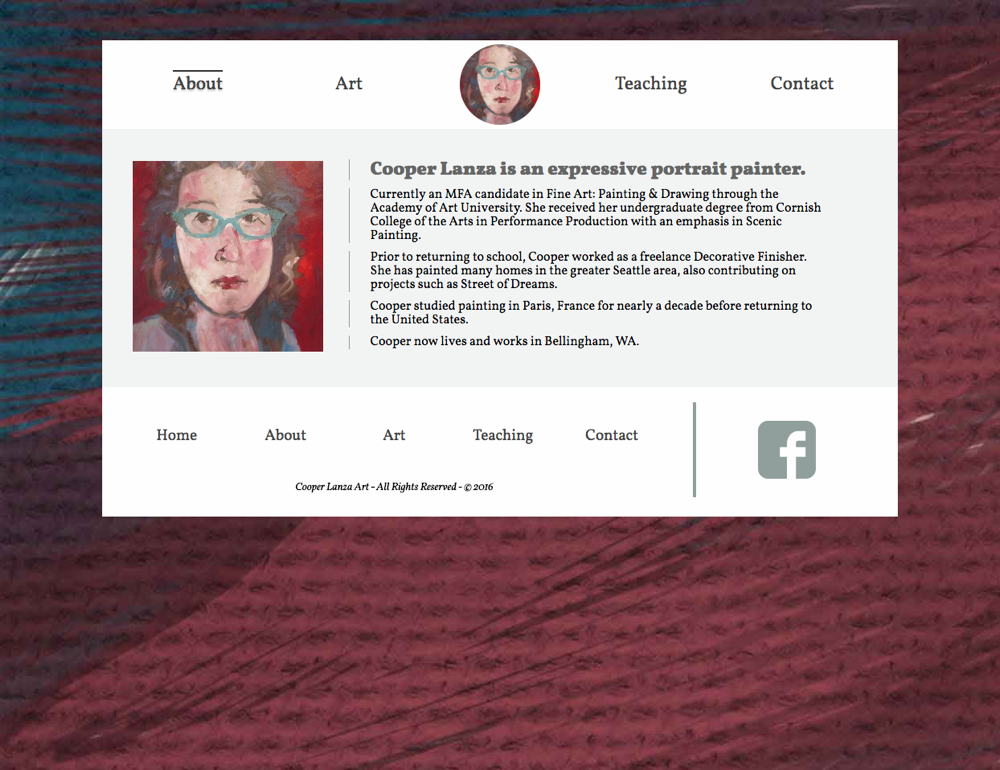 About
Art
Teaching
Contact
Cooper Lanza is an expressive portrait painter.
Currently an MFA candidate in Fine Art: Painting & Drawing through the
Academy of Art University. She received her undergraduate degree from Cornish
College of the Arts in Performance Production with an emphasis in Scenic
Painting.
Prior to returning to school, Cooper worked as a freelance Decorative Finisher.
She has painted many homes in the greater Seattle area, also contributing on
projects such as Street of Dreams.
Cooper studied painting in Paris, France for nearly a decade before returning to
the United States.
Cooper now lives and works in Bellingham, WA.
Home
About
Art
Teaching
Contact
f
Cooper Lanza Art - All Rights Reserved - © 2016